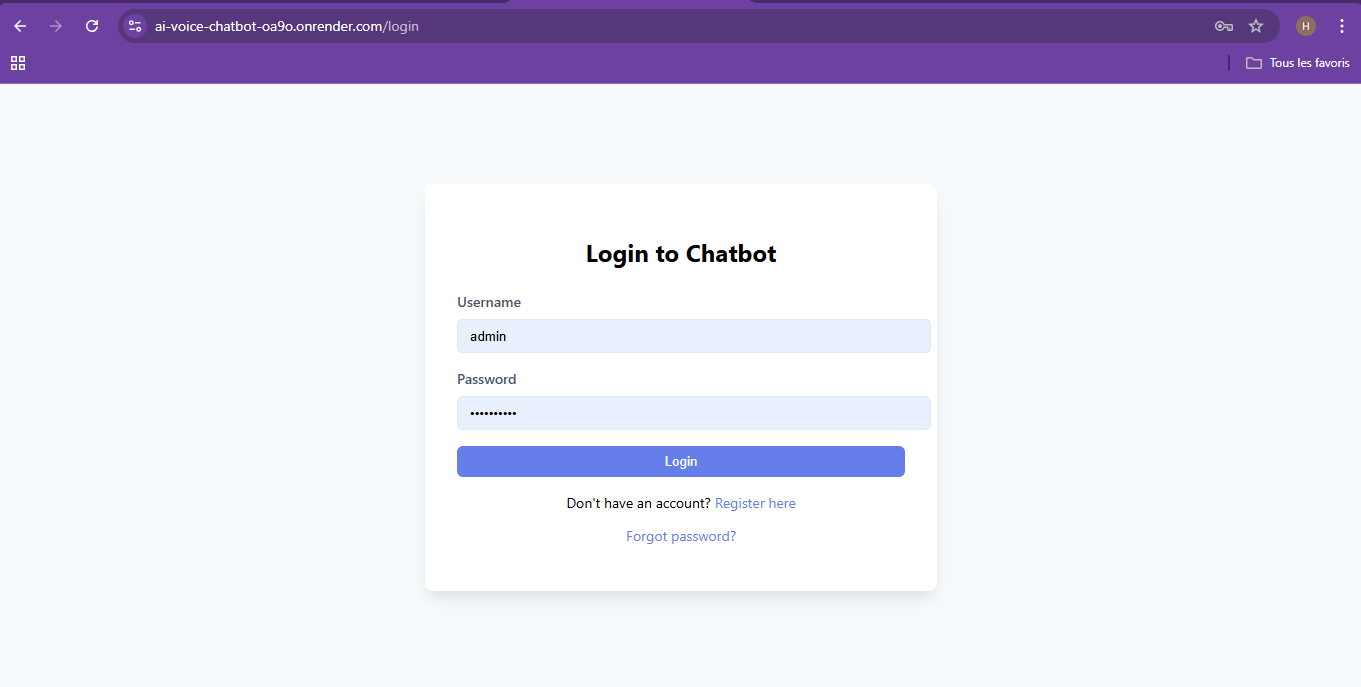 ai-voice-chatbot-oa9o.onrender.com/login
H
Tous les favoris
Login to Chatbot
Username
admin
Password
••••••••••
Login
Don't have an account? Register here
Forgot password?